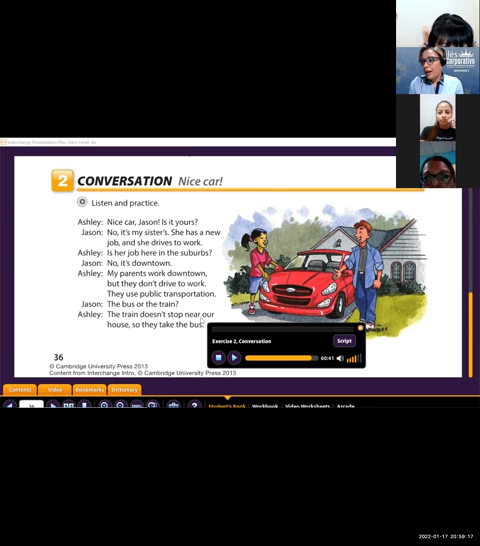 Corporativo
Interchange Presentation Plus, Intro Level, 4e
2 CONVERSATION Nice car!
Listen and practice.
Ashley: Nice car, Jason! Is it yours?
Jason: No, it's my sister's. She has a new
job, and she drives to work.
Ashley: Is her job here in the suburbs?
Jason: No, it's downtown.
Ashley: My parents work downtown,
but they don't drive to work.
They use public transportation.
Jason: The bus or the train?
Ashley: The train doesn't stop near our
house, so they take the bus.
Exercise 2, Conversation
Script
00:41
36
© Cambridge University Press 2013
Content from Interchange Intro, © Cambridge University Press 2013
Contents Video Bookmarks Dictionary
Student's Book Workbook Video Worksheets Arcade
2022-01-17 20:59:17